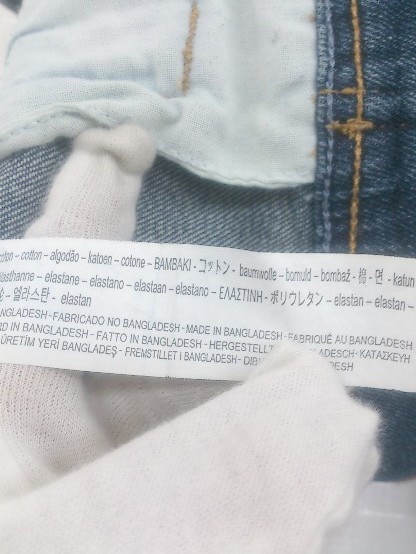 cotton – algodão – katoen – cotone – BAMBAKI - コットン - baumwolle – bomuld – bombaž - 棉 - 면 - katun
élasthanne – elastane – elastano – elastaan – elastano – ΕΛΑΣΤΙΝΗ - ポリウレタン – elastan – elastan –
엘라스탄 - elastan
BANGLADESH-FABRICADO NO BANGLADESH - MADE IN BANGLADESH-FABRIQUÉ AU BANGLADESH
IN BANGLADESH – FATTO IN BANGLADESH - HERGESTELLT - ΚΑΤΑΣΚΕΥΗ
ÜRETİM YERİ BANGLADEŞ – FREMSTILLET I BANGLADESH -